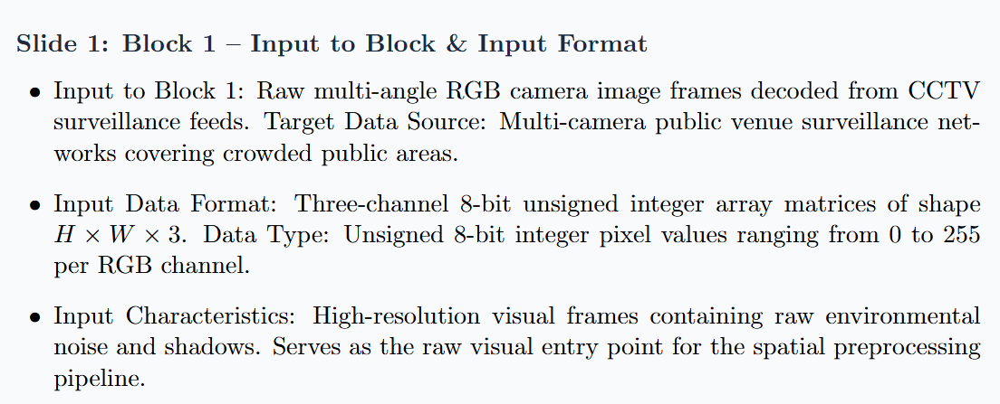 Slide 1: Block 1 – Input to Block & Input Format
• Input to Block 1: Raw multi-angle RGB camera image frames decoded from CCTV
surveillance feeds. Target Data Source: Multi-camera public venue surveillance net-
works covering crowded public areas.
• Input Data Format: Three-channel 8-bit unsigned integer array matrices of shape
H × W × 3. Data Type: Unsigned 8-bit integer pixel values ranging from 0 to 255
per RGB channel.
• Input Characteristics: High-resolution visual frames containing raw environmental
noise and shadows. Serves as the raw visual entry point for the spatial preprocessing
pipeline.